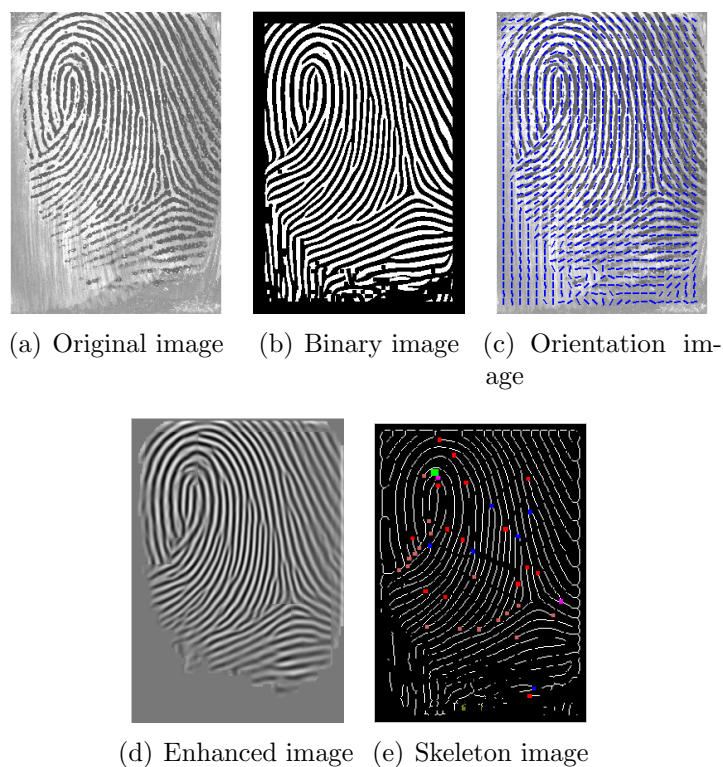 (a) Original image (b) Binary image (c) Orientation im-
age
(d) Enhanced image (e) Skeleton image